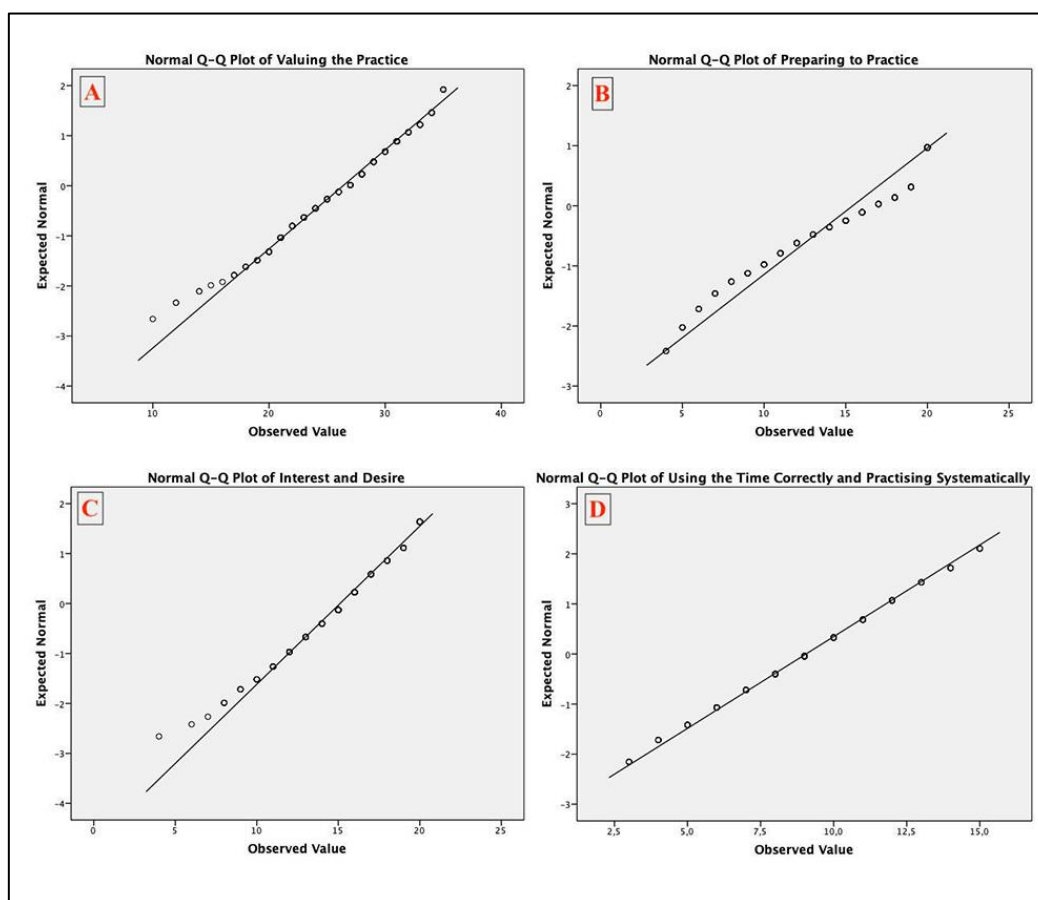 Normal Q-Q Plot of Valuing the Practice
A
2
1
0
-1
-2
-3
-4
Expected Normal
10 20 30 40
Observed Value
Normal Q-Q Plot of Preparing to Practice
B
2
1
0
-1
-2
-3
Expected Normal
0 5 10 15 20 25
Observed Value
Normal Q-Q Plot of Interest and Desire
C
2
1
0
-1
-2
-3
-4
Expected Normal
0 5 10 15 20 25
Observed Value
Normal Q-Q Plot of Using the Time Correctly and Practising Systematically
D
3
2
1
0
-1
-2
-3
Expected Normal
2,5 5,0 7,5 10,0 12,5 15,0
Observed Value